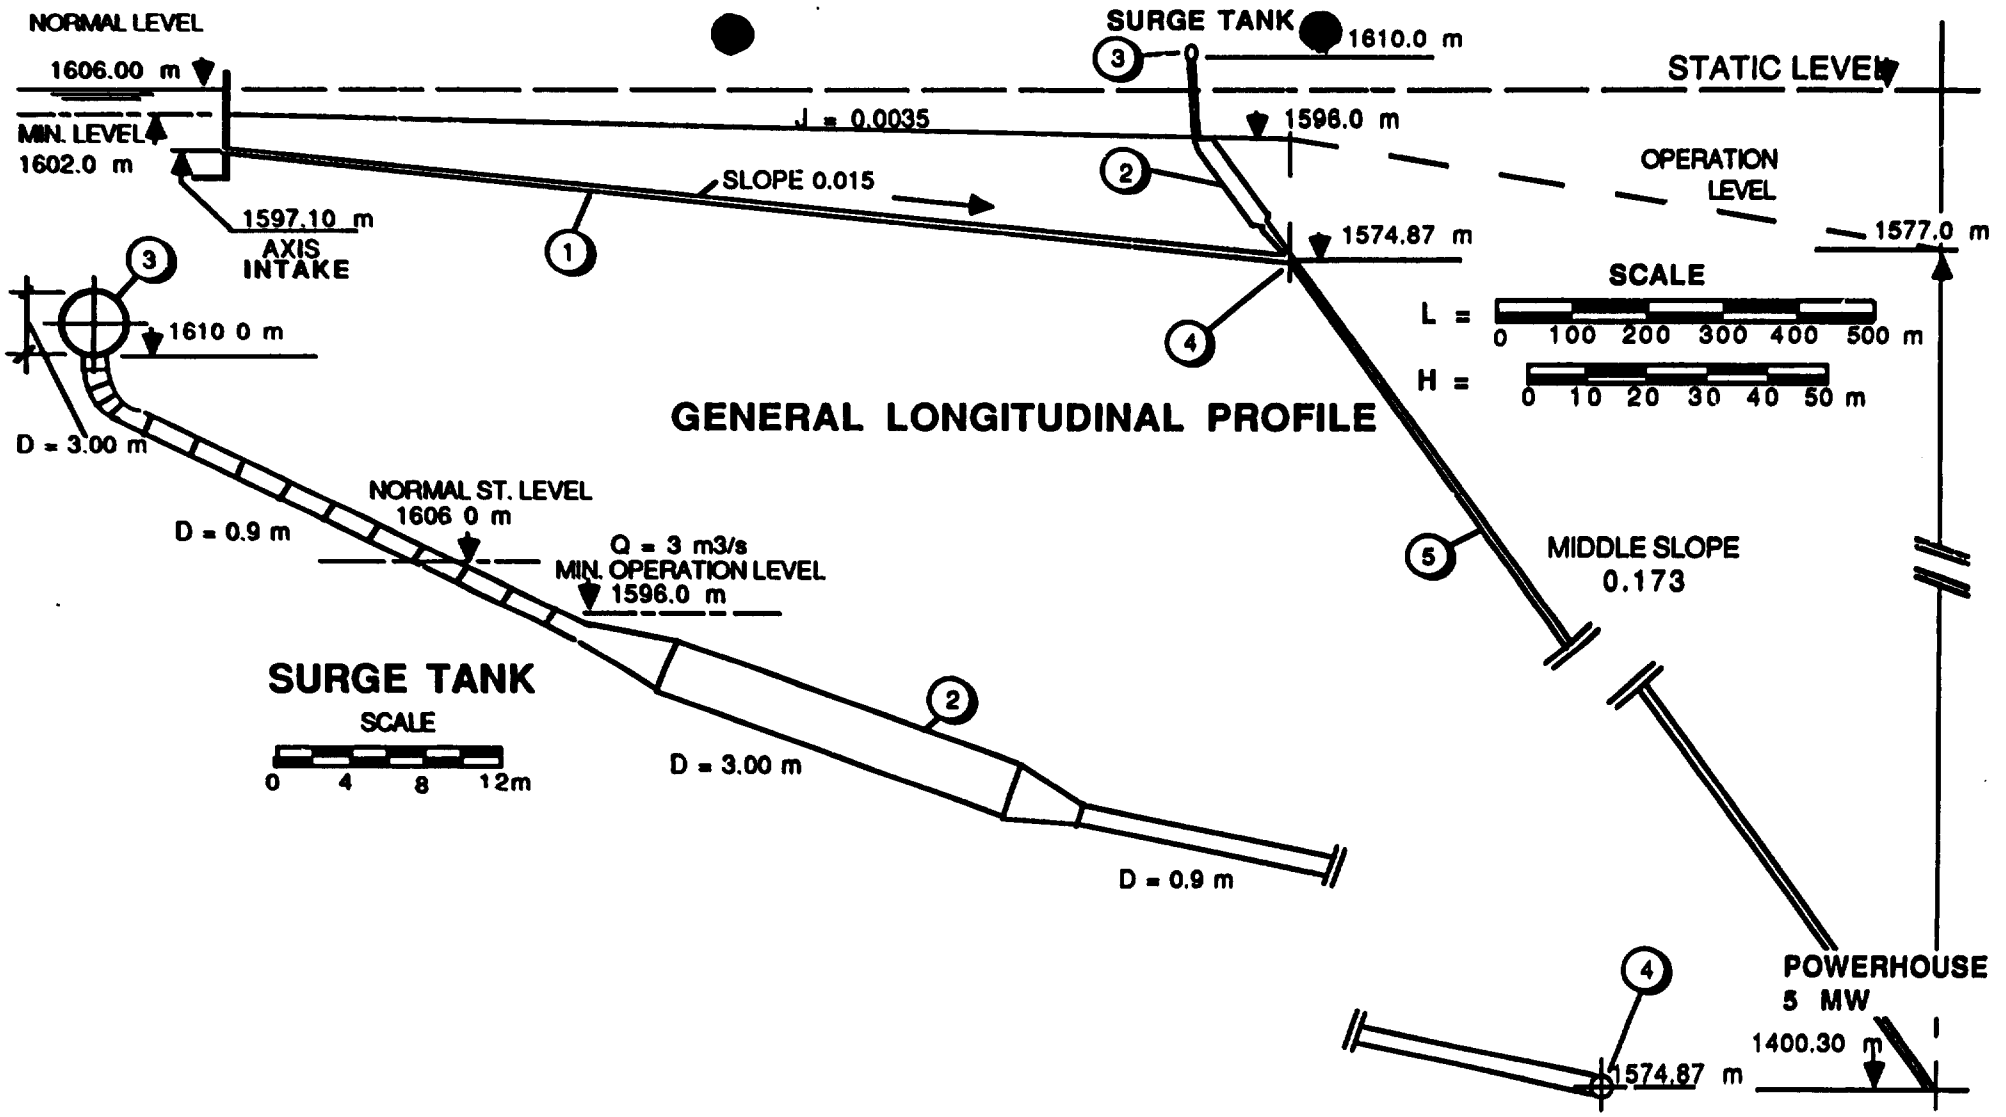 NORMAL LEVEL
1606.00 m
MIN. LEVEL
1602.0 m
1597.10 m
AXIS
INTAKE
J = 0.0035
SLOPE 0.015
1
SURGE TANK
3
1610.0 m
STATIC LEVEL
1596.0 m
2
OPERATION
LEVEL
1577.0 m
1574.87 m
4
SCALE
L =
0 100 200 300 400 500 m
H =
0 10 20 30 40 50 m
GENERAL LONGITUDINAL PROFILE
5
MIDDLE SLOPE
0.173
POWERHOUSE
5 MW
1400.30 m
3
1610 0 m
D = 3.00 m
D = 0.9 m
NORMAL ST. LEVEL
1606 0 m
Q = 3 m3/s
MIN. OPERATION LEVEL
1596.0 m
SURGE TANK
SCALE
0 4 8 12m
2
D = 3.00 m
D = 0.9 m
4
1574.87 m